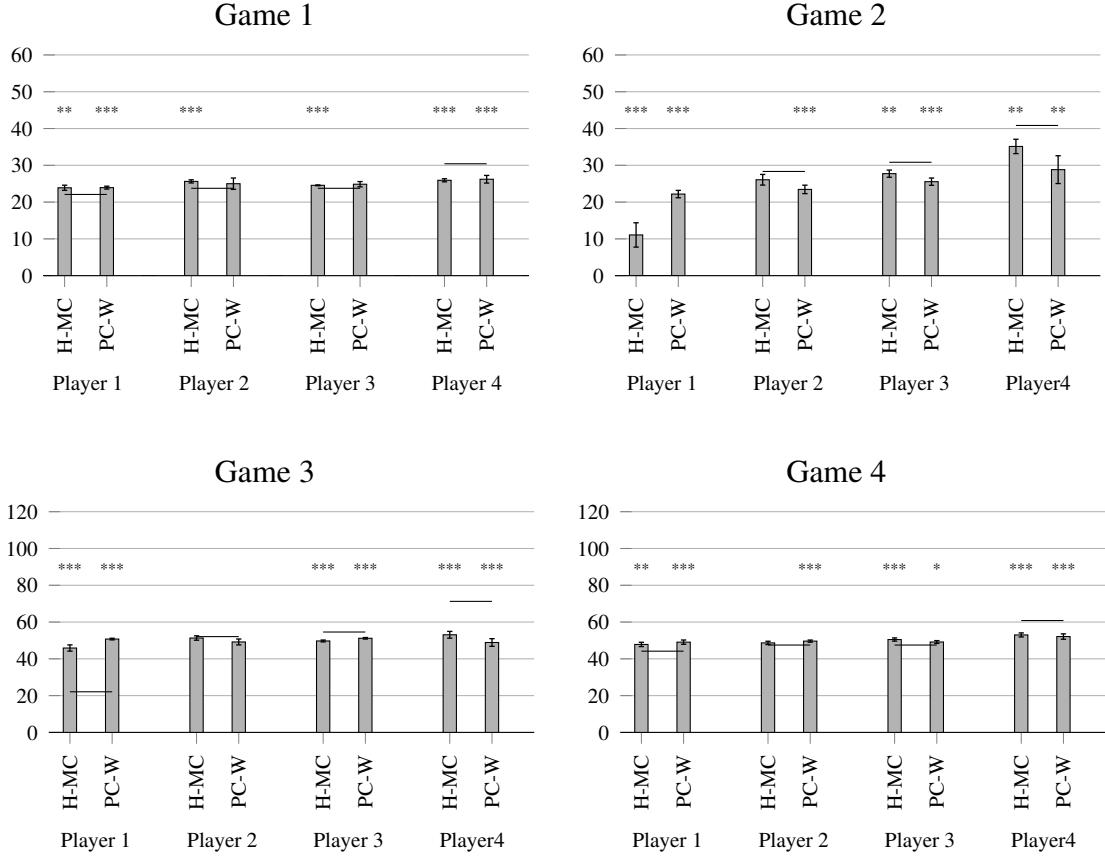 Game 1
60
50
40
30
20
10
0
** *** *** *** *** ***
H-MC PC-W H-MC PC-W H-MC PC-W H-MC PC-W
Player 1 Player 2 Player 3 Player 4
Game 2
60
50
40
30
20
10
0
*** *** *** ** *** ** **
H-MC PC-W H-MC PC-W H-MC PC-W H-MC PC-W
Player 1 Player 2 Player 3 Player4
Game 3
120
100
80
60
40
20
0
*** *** *** *** *** ***
H-MC PC-W H-MC PC-W H-MC PC-W H-MC PC-W
Player 1 Player 2 Player 3 Player4
Game 4
120
100
80
60
40
20
0
** *** *** *** * *** ***
H-MC PC-W H-MC PC-W H-MC PC-W H-MC PC-W
Player 1 Player 2 Player 3 Player4